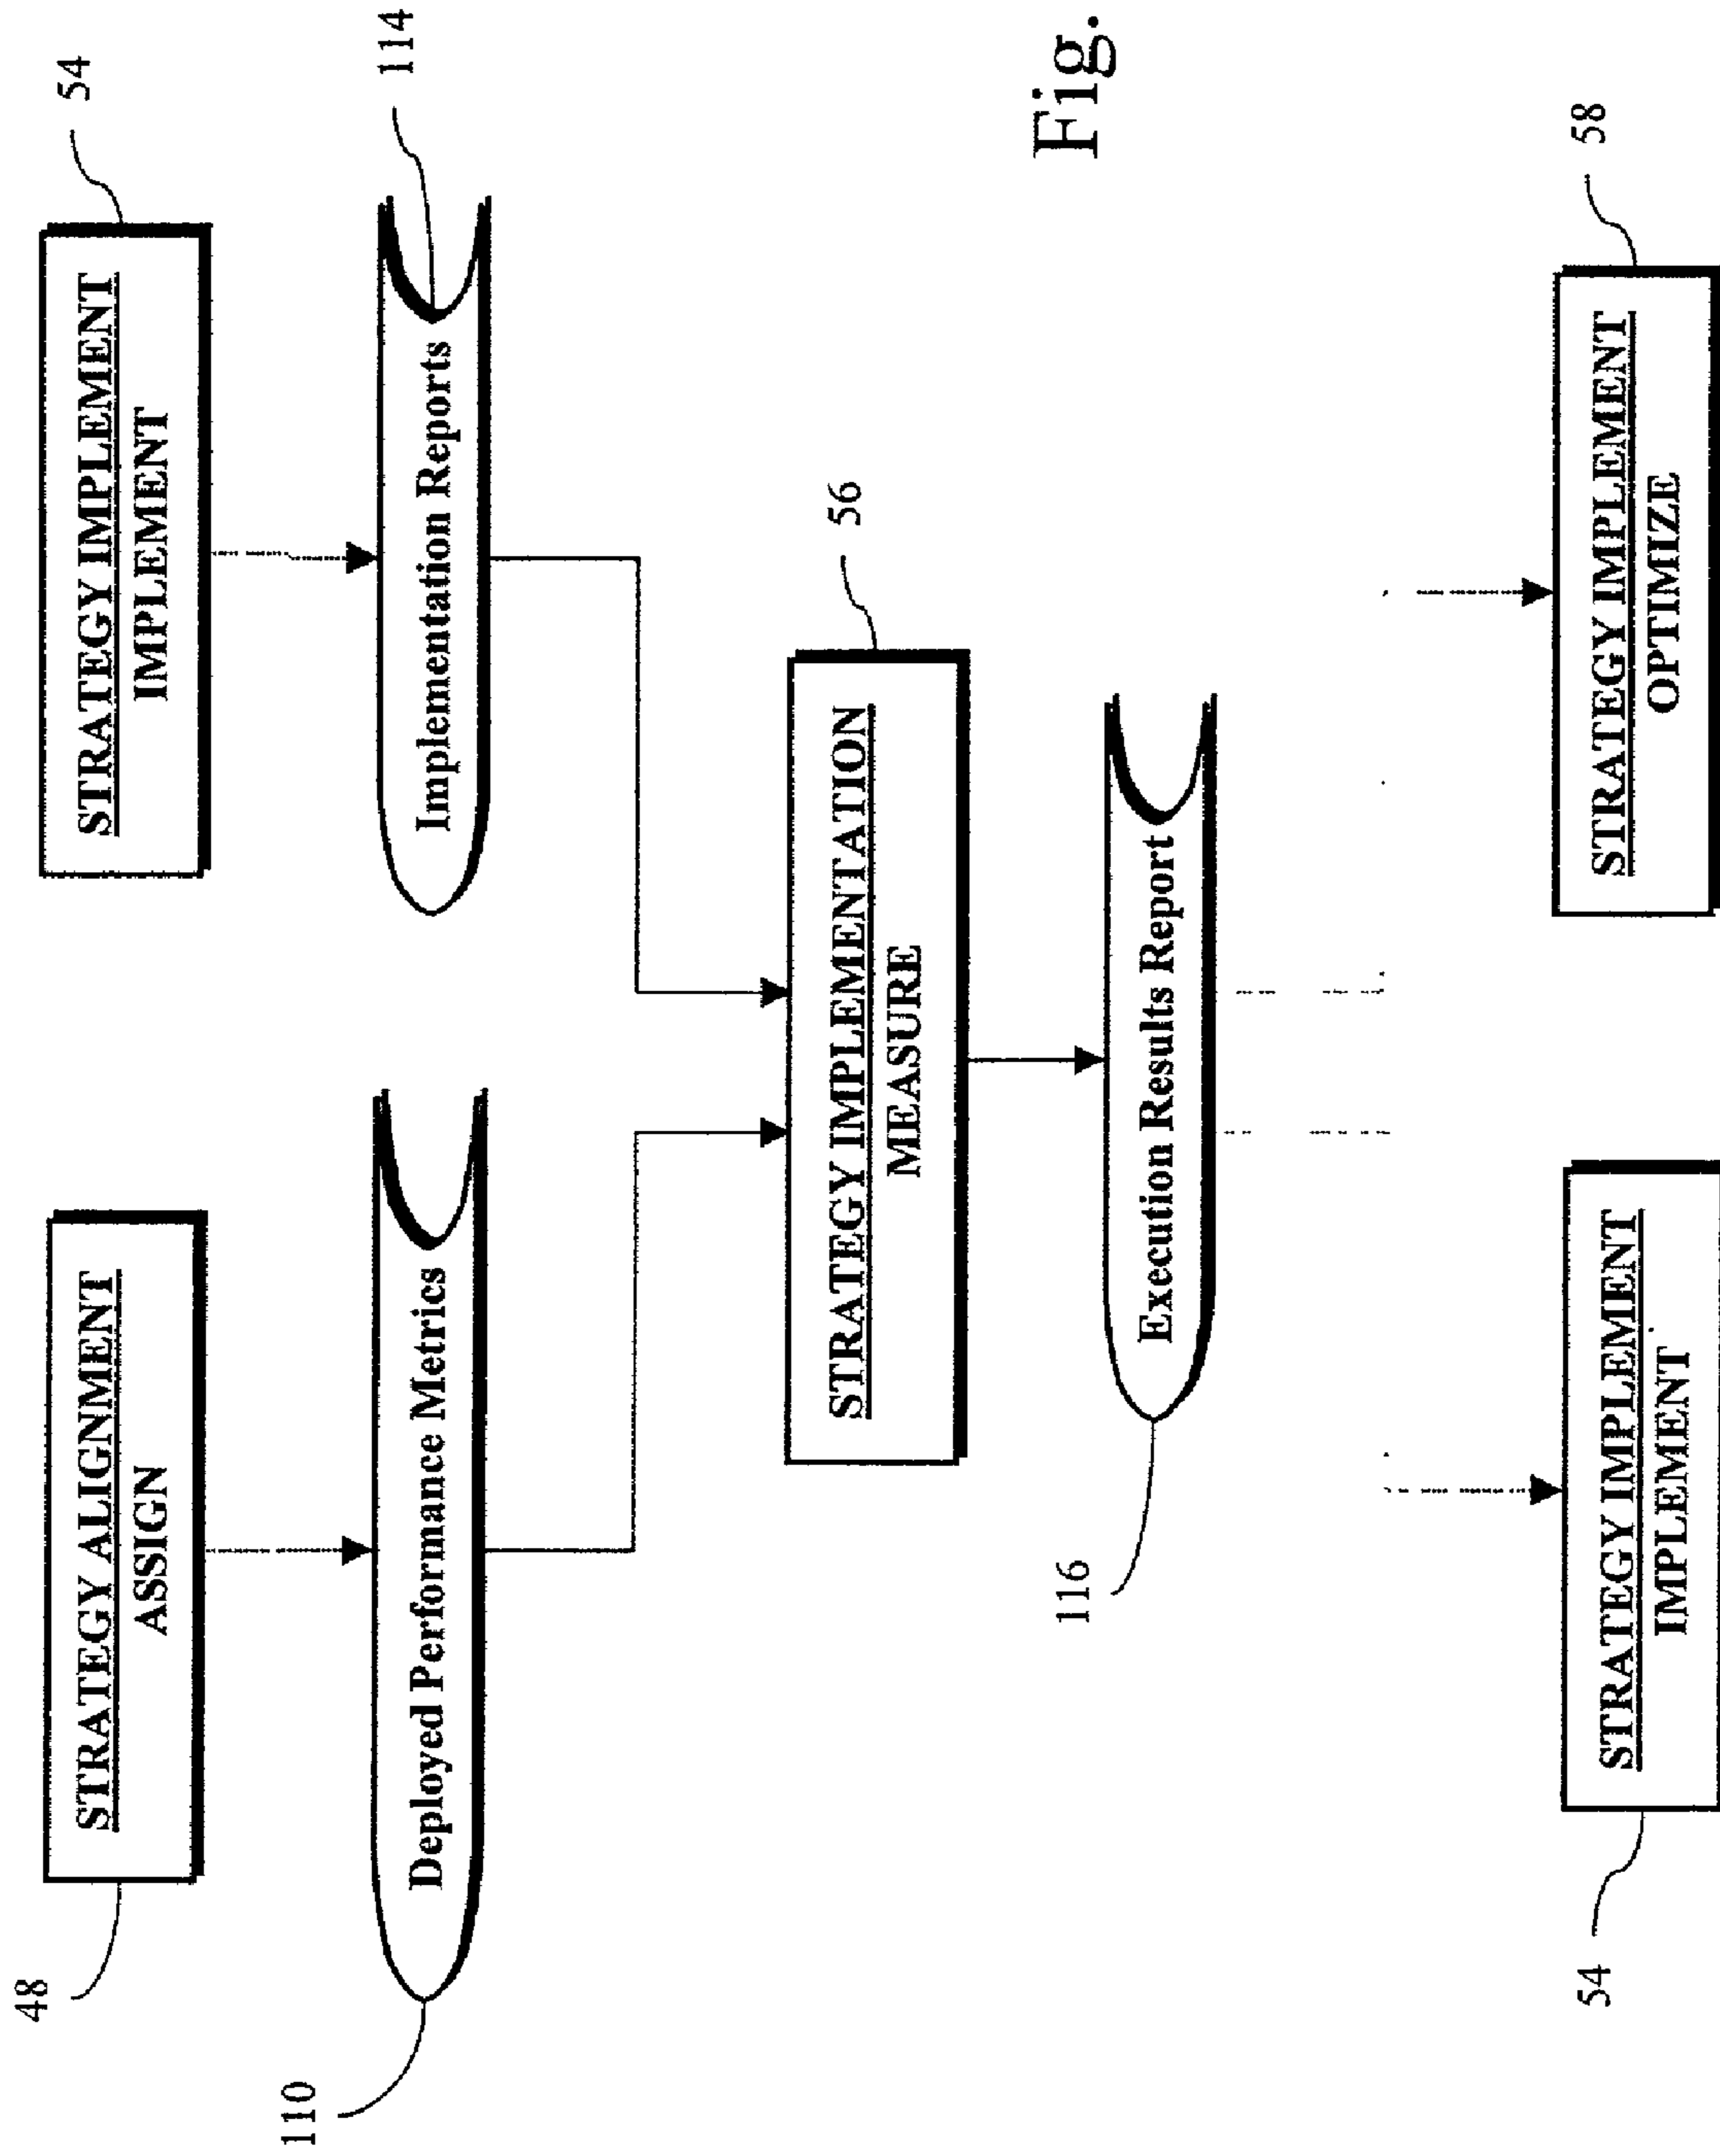 48
STRATEGY ALIGNMENT
ASSIGN
STRATEGY IMPLEMENT
IMPLEMENT
54
110
Deployed Performance Metrics
Implementation Reports
114
STRATEGY IMPLEMENTATION
MEASURE
56
116
Execution Results Report
Fig.
54
STRATEGY IMPLEMENT
IMPLEMENT
STRATEGY IMPLEMENT
OPTIMIZE
58